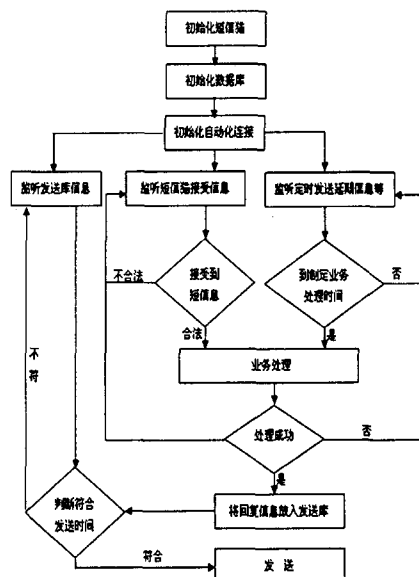 初始化短值猫
初始化数据库
初始化自动化连接
监听发送库信息
监听短值猫接受信息
监听定时发送延期信息等
不合法
接受到
短信息
到制定业务
处理时间
否
合法
是
业务处理
不
符
处理成功
否
是
判断符合
发送时间
将回复信息放入发送库
符合
发 送